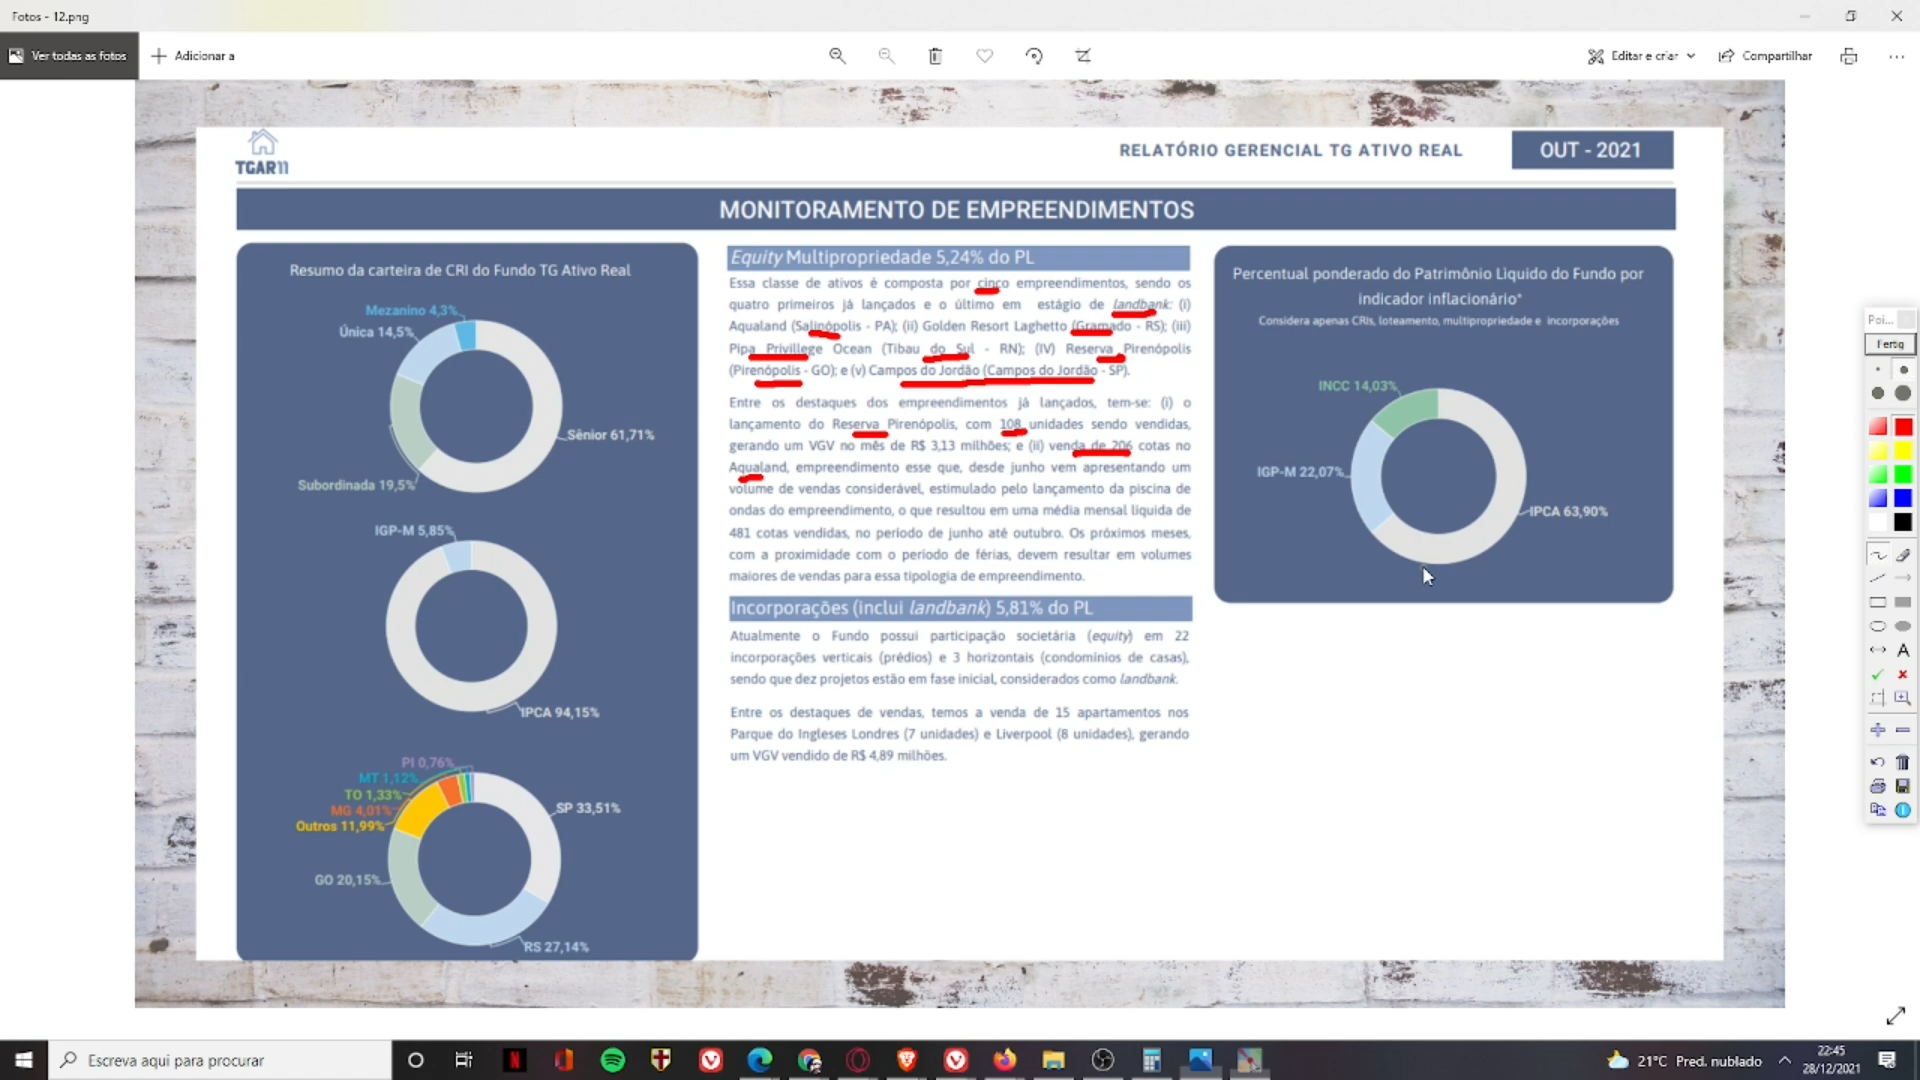 Fotos - 12.png
Ver todas as fotos
Adicionar a
Editar e criar
Compartilhar
TGAR11
RELATÓRIO GERENCIAL TG ATIVO REAL
OUT - 2021
MONITORAMENTO DE EMPREENDIMENTOS
Resumo da carteira de CRI do Fundo TG Ativo Real
Mezanino 4,3%
Única 14,5%
Sênior 61,71%
Subordinada 19,5%
IGP-M 5,85%
IPCA 94,15%
PI 0,76%
MT 1,12%
TO 1,33%
MG 4,01%
Outros 11,99%
SP 33,51%
GO 20,15%
RS 27,14%
Equity Multipropriedade 5,24% do PL
Essa classe de ativos é composta por cinco empreendimentos, sendo os
quatro primeiros já lançados e o último em estágio de landbank: (i)
Aqualand (Salinópolis - PA); (ii) Golden Resort Laghetto (Gramado - RS); (iii)
Pipa Privillege Ocean (Tibau do Sul - RN); (IV) Reserva Pirenópolis
(Pirenópolis - GO); e (v) Campos do Jordão (Campos do Jordão - SP).
Entre os destaques dos empreendimentos já lançados, tem-se: (i) o
lançamento do Reserva Pirenópolis, com 108 unidades sendo vendidas,
gerando um VGV no mês de R$ 3,13 milhões; e (ii) venda de 206 cotas no
Aqualand, empreendimento esse que, desde junho vem apresentando um
volume de vendas considerável, estimulado pelo lançamento da piscina de
ondas do empreendimento, o que resultou em uma média mensal líquida de
481 cotas vendidas, no período de junho até outubro. Os próximos meses,
com a proximidade com o período de férias, devem resultar em volumes
maiores de vendas para essa tipologia de empreendimento.
Incorporações (inclui landbank) 5,81% do PL
Atualmente o Fundo possui participação societária (equity) em 22
incorporações verticais (prédios) e 3 horizontais (condomínios de casas),
sendo que dez projetos estão em fase inicial, considerados como landbank.
Entre os destaques de vendas, temos a venda de 15 apartamentos nos
Parque do Ingleses Londres (7 unidades) e Liverpool (8 unidades), gerando
um VGV vendido de R$ 4,89 milhões.
Percentual ponderado do Patrimônio Líquido do Fundo por
indicador inflacionário*
Considera apenas CRIs, loteamento, multipropriedade e incorporações
INCC 14,03%
IGP-M 22,07%
IPCA 63,90%
Poi...
Fertig
A
Escreva aqui para procurar
21°C Pred. nublado
22:45
28/12/2021